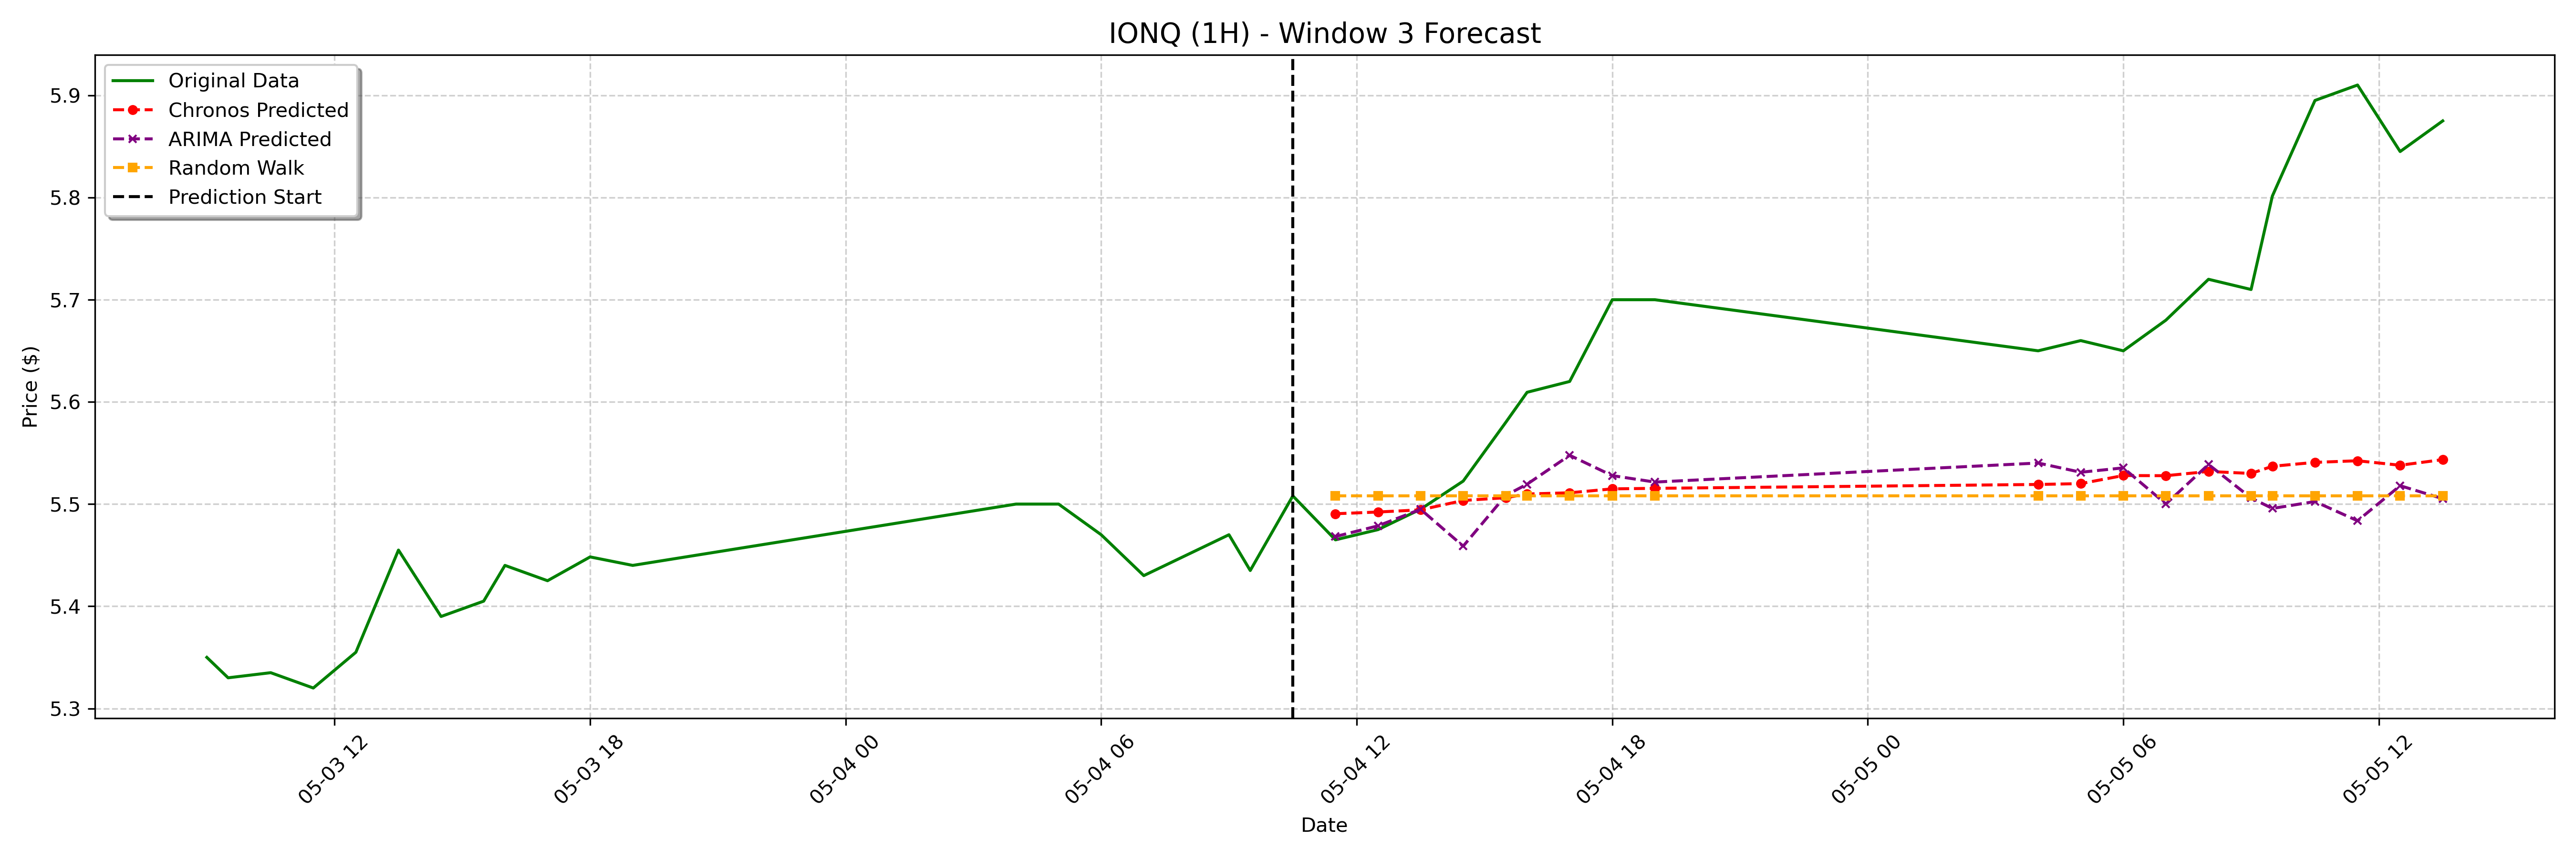 IONQ (1H) - Window 3 Forecast
Original Data
Chronos Predicted
ARIMA Predicted
Random Walk
Prediction Start
Price ($)
5.9
5.8
5.7
5.6
5.5
5.4
5.3
05-03 12
05-03 18
05-04 00
05-04 06
05-04 12
05-04 18
05-05 00
05-05 06
05-05 12
Date